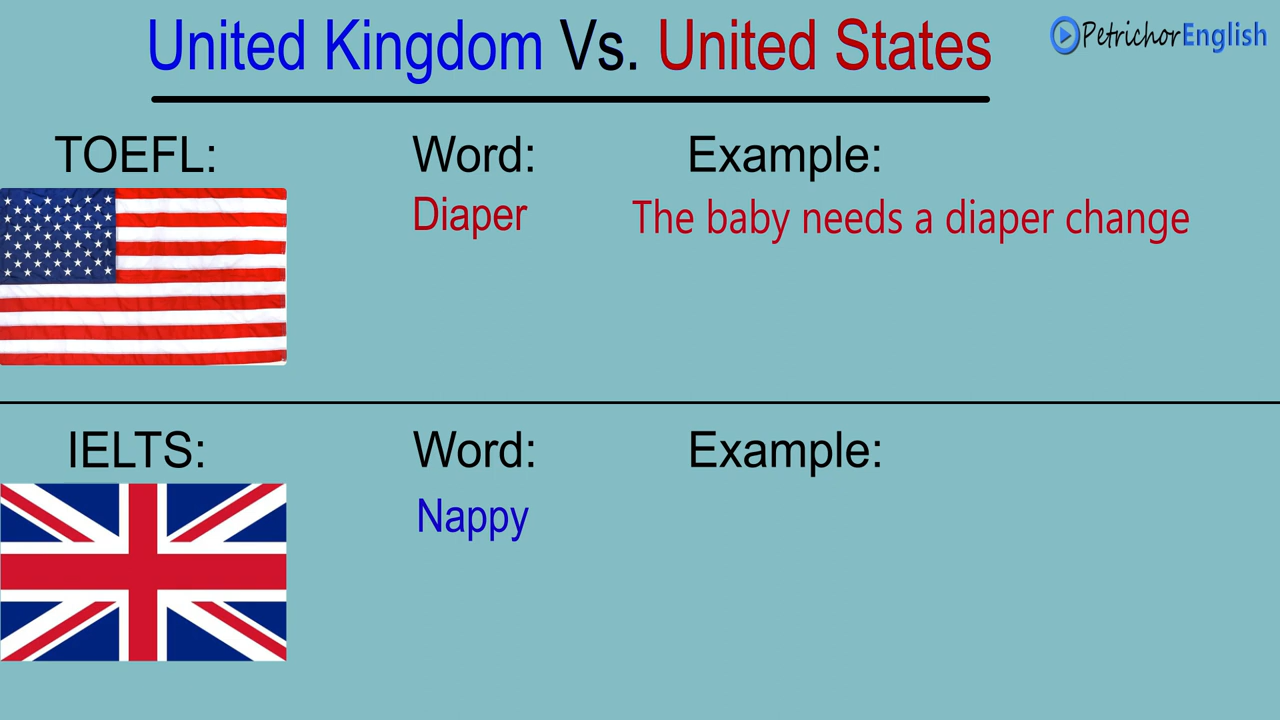 United Kingdom Vs. United States
PetrichorEnglish
TOEFL: Word: Example:
Diaper The baby needs a diaper change
IELTS: Word: Example:
Nappy